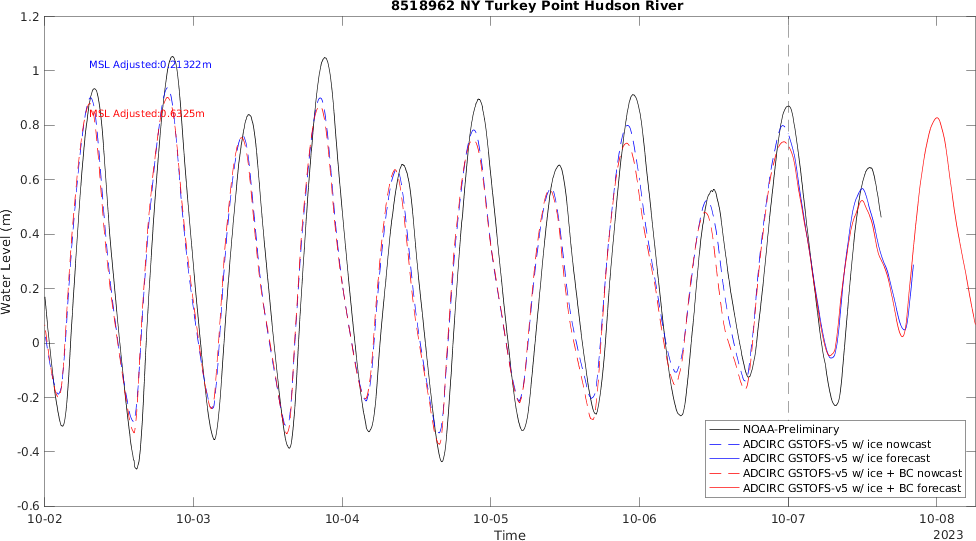 8518962 NY Turkey Point Hudson River
1.2
1
0.8
0.6
0.4
0.2
0
-0.2
-0.4
-0.6
Water Level (m)
MSL Adjusted:0.21322m
MSL Adjusted:0.6325m
NOAA-Preliminary
ADCIRC GSTOFS-v5 w/ ice nowcast
ADCIRC GSTOFS-v5 w/ ice forecast
ADCIRC GSTOFS-v5 w/ ice + BC nowcast
ADCIRC GSTOFS-v5 w/ ice + BC forecast
10-02 10-03 10-04 10-05 10-06 10-07 10-08
Time
2023